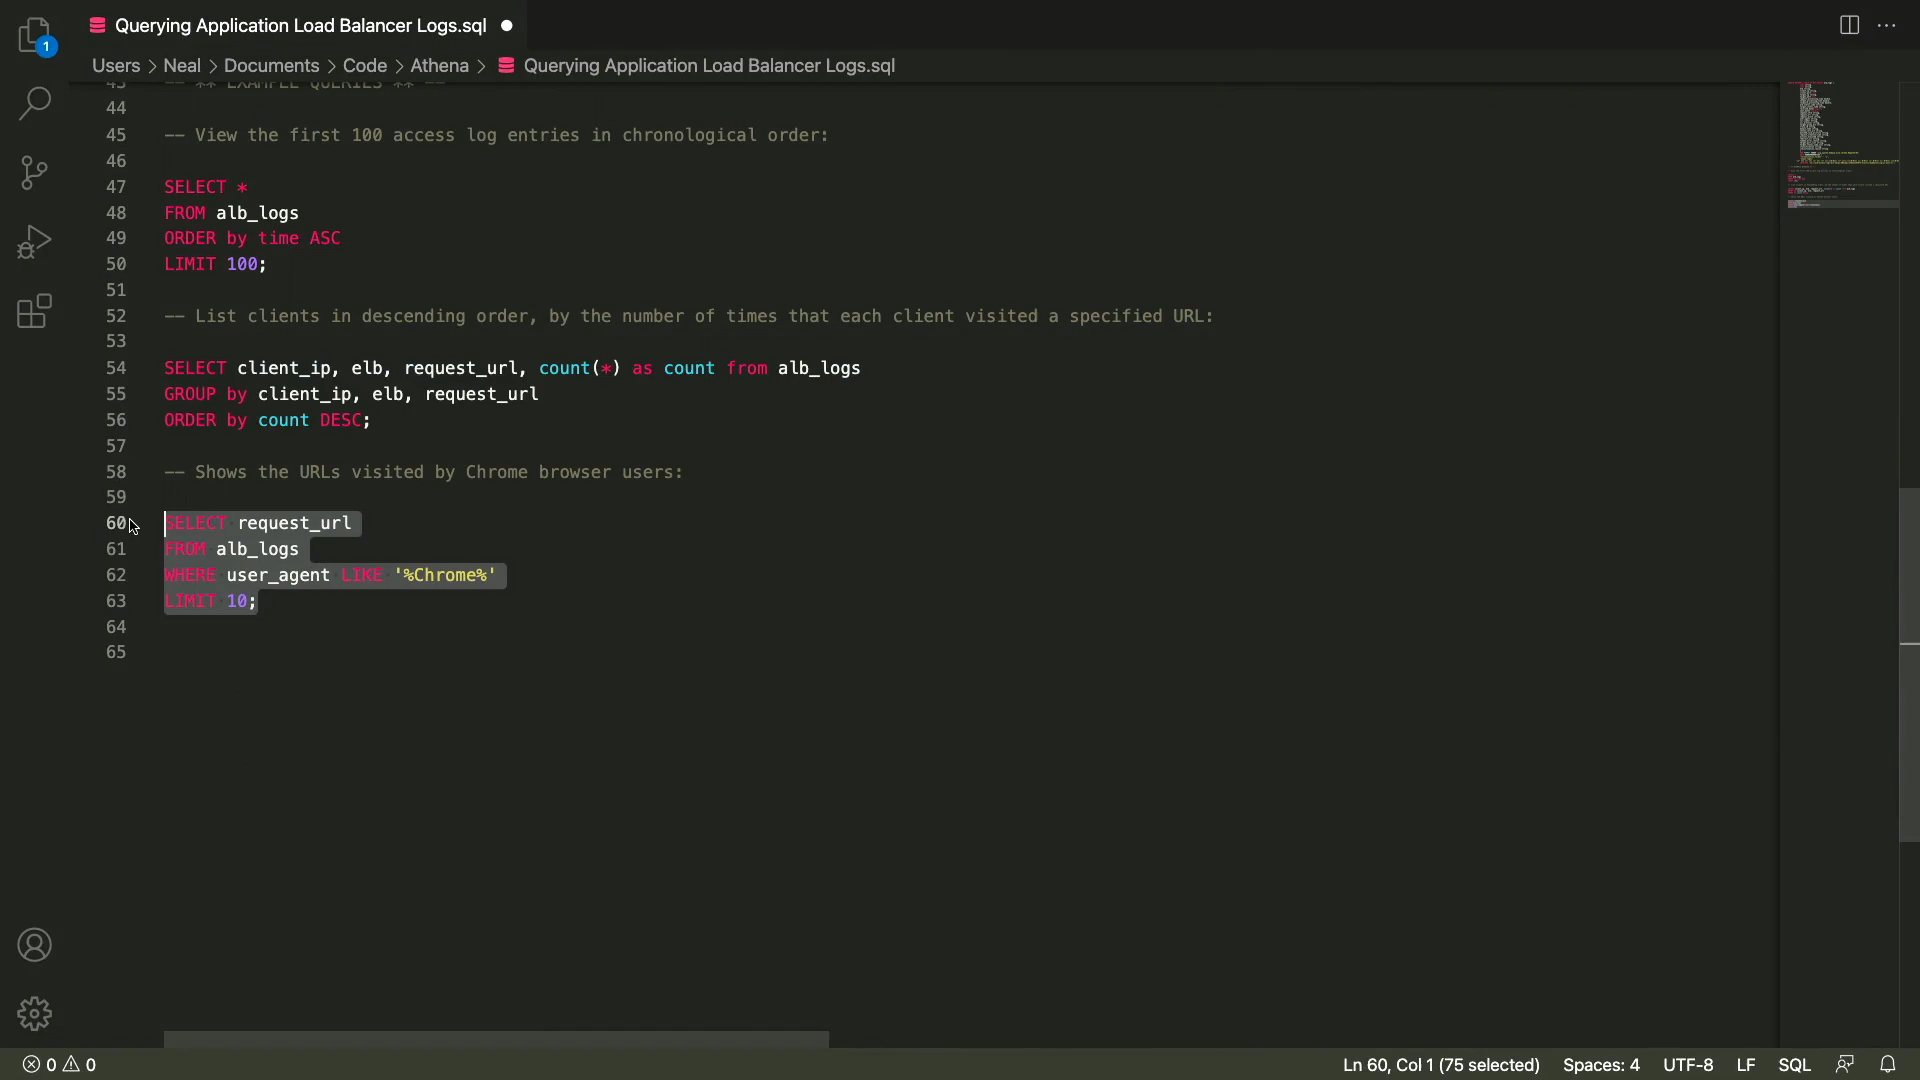 Querying Application Load Balancer Logs.sql
1
Users > Neal > Documents > Code > Athena > Querying Application Load Balancer Logs.sql
43 -- ** EXAMPLE QUERIES ** --
44
45 -- View the first 100 access log entries in chronological order:
46
47 SELECT *
48 FROM alb_logs
49 ORDER by time ASC
50 LIMIT 100;
51
52 -- List clients in descending order, by the number of times that each client visited a specified URL:
53
54 SELECT client_ip, elb, request_url, count(*) as count from alb_logs
55 GROUP by client_ip, elb, request_url
56 ORDER by count DESC;
57
58 -- Shows the URLs visited by Chrome browser users:
59
60 SELECT request_url
61 FROM alb_logs
62 WHERE user_agent LIKE '%Chrome%'
63 LIMIT 10;
64
65
0 0 Ln 60, Col 1 (75 selected) Spaces: 4 UTF-8 LF SQL